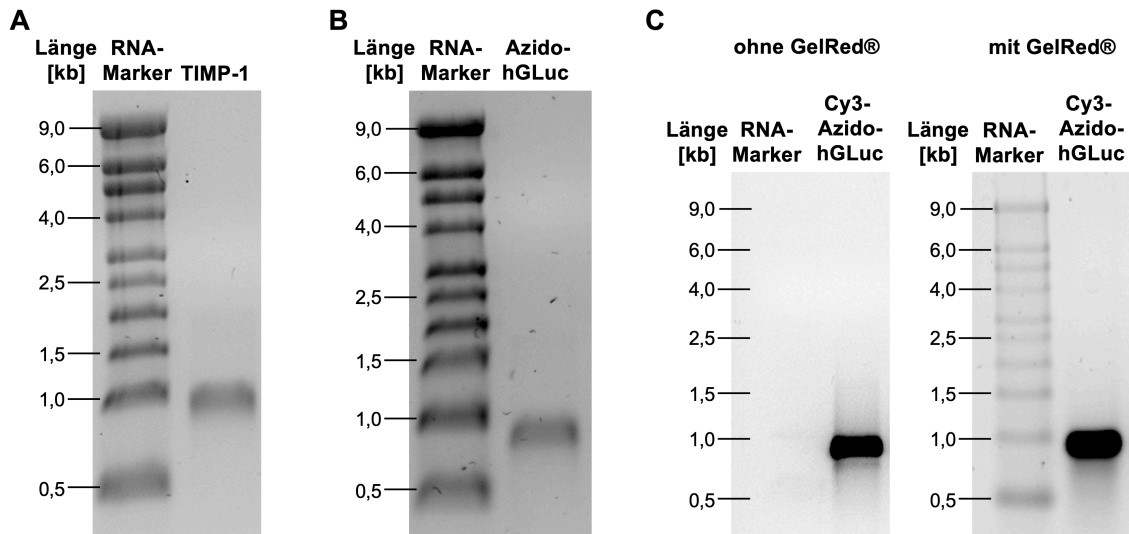 A
Länge
[kb]
RNA-
Marker
TIMP-1
9,0
6,0
4,0
2,5
1,5
1,0
0,5
B
Länge
[kb]
RNA-
Marker
Azido-
hGLuc
9,0
6,0
4,0
2,5
1,5
1,0
0,5
C
ohne GelRed®
Länge
[kb]
RNA-
Marker
Cy3-
Azido-
hGLuc
9,0
6,0
4,0
2,5
1,5
1,0
0,5
mit GelRed®
Länge
[kb]
RNA-
Marker
Cy3-
Azido-
hGLuc
9,0
6,0
4,0
2,5
1,5
1,0
0,5